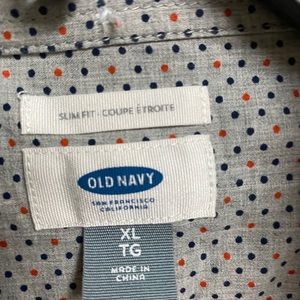 SLIM FIT · COUPE ÉTROITE
OLD NAVY
SAN FRANCISCO
CALIFORNIA
XL
TG
MADE IN
CHINA